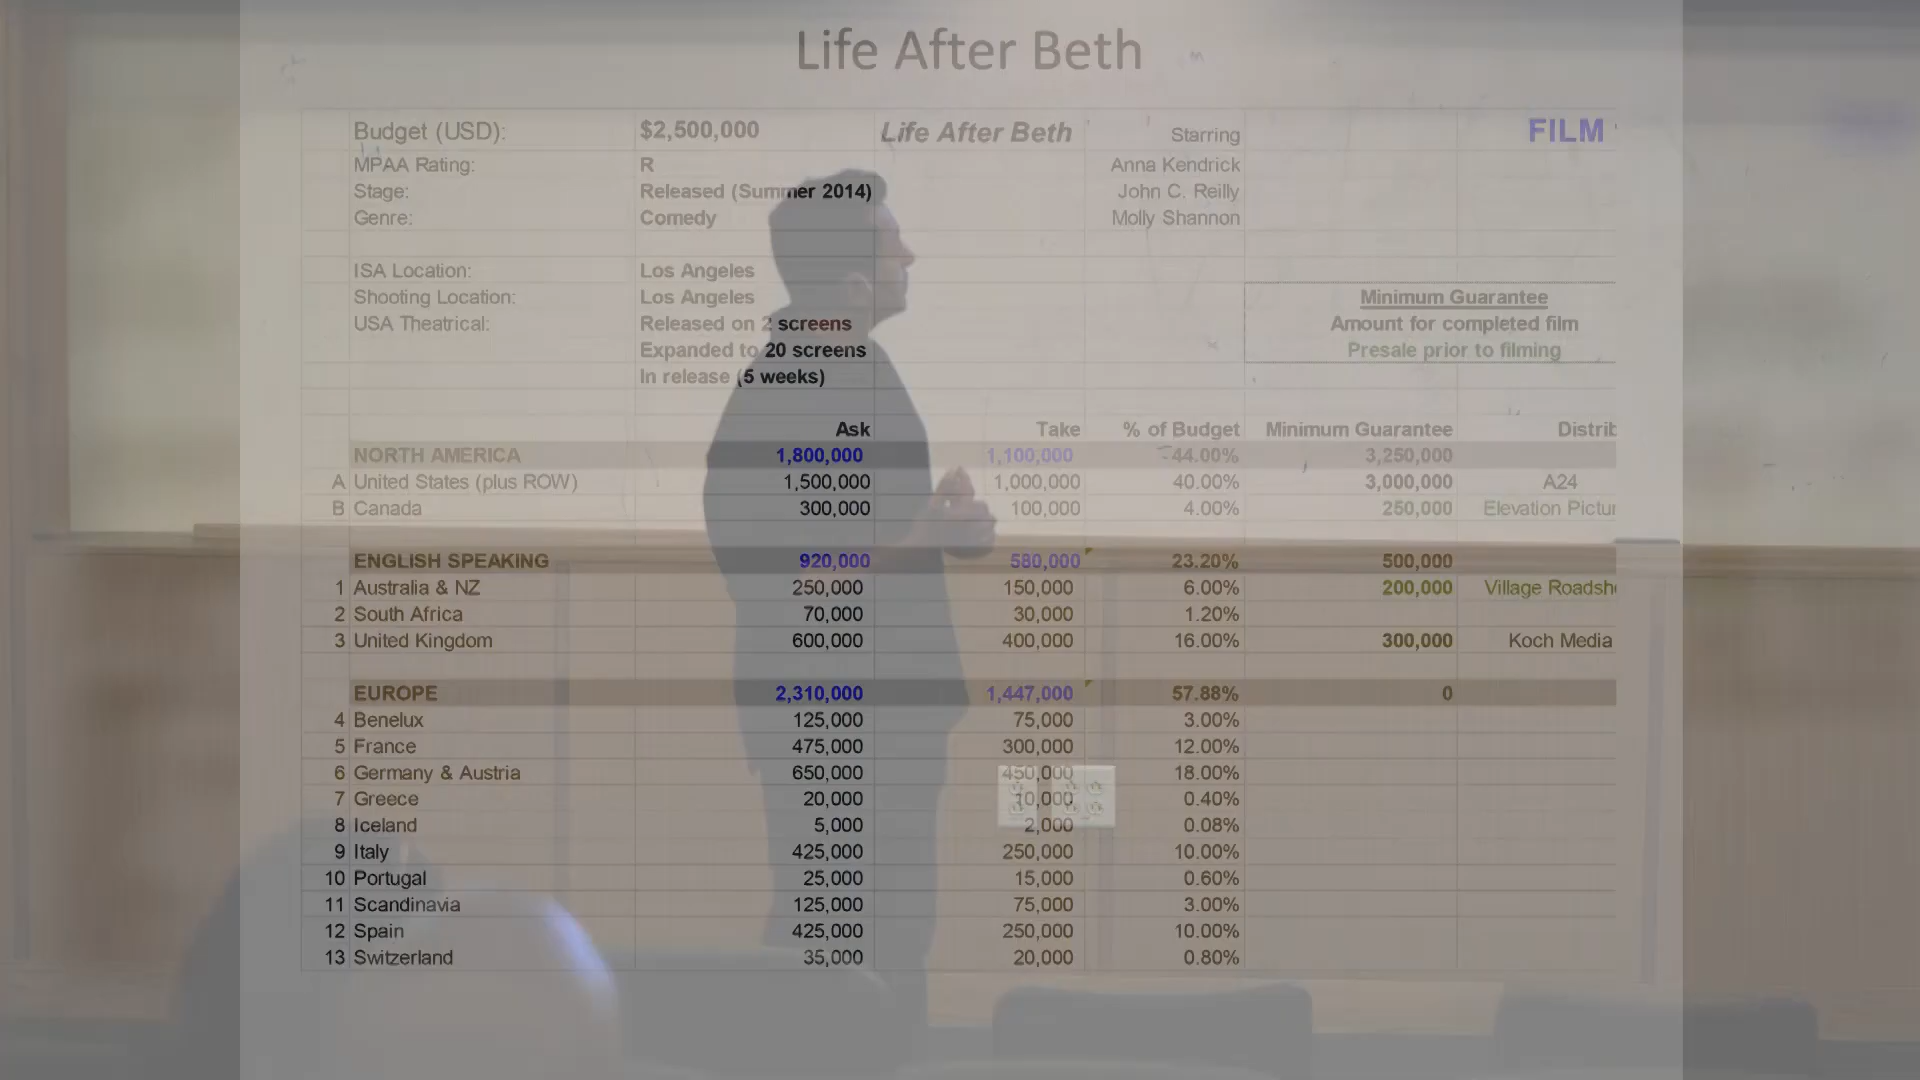 Life After Beth
Budget (USD): $2,500,000 Life After Beth Starring FILM
MPAA Rating: R Anna Kendrick
Stage: Released (Summer 2014) John C. Reilly
Genre: Comedy Molly Shannon
ISA Location: Los Angeles
Shooting Location: Los Angeles Minimum Guarantee
USA Theatrical: Released on 2 screens Amount for completed film
Expanded to 20 screens Presale prior to filming
In release (5 weeks)
Ask Take % of Budget Minimum Guarantee Distrib
NORTH AMERICA 1,800,000 1,100,000 44.00% 3,250,000
A United States (plus ROW) 1,500,000 1,000,000 40.00% 3,000,000 A24
B Canada 300,000 100,000 4.00% 250,000 Elevation Pictur
ENGLISH SPEAKING 920,000 580,000 23.20% 500,000
1 Australia & NZ 250,000 150,000 6.00% 200,000 Village Roadsh
2 South Africa 70,000 30,000 1.20%
3 United Kingdom 600,000 400,000 16.00% 300,000 Koch Media
EUROPE 2,310,000 1,447,000 57.88% 0
4 Benelux 125,000 75,000 3.00%
5 France 475,000 300,000 12.00%
6 Germany & Austria 650,000 450,000 18.00%
7 Greece 20,000 10,000 0.40%
8 Iceland 5,000 2,000 0.08%
9 Italy 425,000 250,000 10.00%
10 Portugal 25,000 15,000 0.60%
11 Scandinavia 125,000 75,000 3.00%
12 Spain 425,000 250,000 10.00%
13 Switzerland 35,000 20,000 0.80%